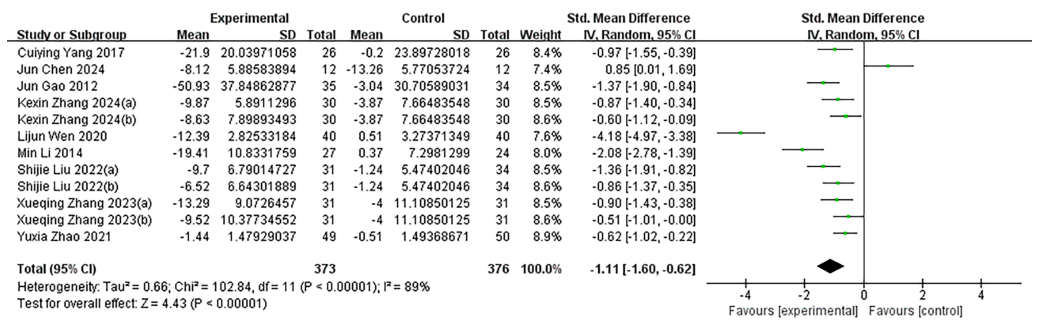 Experimental Control Std. Mean Difference Std. Mean Difference
Study or Subgroup Mean SD Total Mean SD Total Weight IV, Random, 95% CI IV, Random, 95% CI
Cuiying Yang 2017 -21.9 20.03971058 26 -0.2 23.89728018 26 8.4% -0.97 [-1.55, -0.39]
Jun Chen 2024 -8.12 5.88583894 12 -13.26 5.77053724 12 7.4% 0.85 [0.01, 1.69]
Jun Gao 2012 -50.93 37.84862877 35 -3.04 30.70589031 34 8.5% -1.37 [-1.90, -0.84]
Kexin Zhang 2024(a) -9.87 5.8911296 30 -3.87 7.66483548 30 8.5% -0.87 [-1.40, -0.34]
Kexin Zhang 2024(b) -8.63 7.89893493 30 -3.87 7.66483548 30 8.6% -0.60 [-1.12, -0.09]
Lijun Wen 2020 -12.39 2.82533184 40 0.51 3.27371349 40 7.6% -4.18 [-4.97, -3.38]
Min Li 2014 -19.41 10.8331759 27 0.37 7.2981299 24 8.0% -2.08 [-2.78, -1.39]
Shijie Liu 2022(a) -9.7 6.79014727 31 -1.24 5.47402046 34 8.5% -1.36 [-1.91, -0.82]
Shijie Liu 2022(b) -6.52 6.64301889 31 -1.24 5.47402046 34 8.6% -0.86 [-1.37, -0.35]
Xueqing Zhang 2023(a) -13.29 9.0726457 31 -4 11.10850125 31 8.5% -0.90 [-1.43, -0.38]
Xueqing Zhang 2023(b) -9.52 10.37734552 31 -4 11.10850125 31 8.6% -0.51 [-1.01, -0.00]
Yuxia Zhao 2021 -1.44 1.47929037 49 -0.51 1.49368671 50 8.9% -0.62 [-1.02, -0.22]
Total (95% CI) 373 376 100.0% -1.11 [-1.60, -0.62]
Heterogeneity: Tau² = 0.66; Chi² = 102.84, df = 11 (P < 0.00001); I² = 89%
Test for overall effect: Z = 4.43 (P < 0.00001)
-4 -2 0 2 4
Favours [experimental] Favours [control]